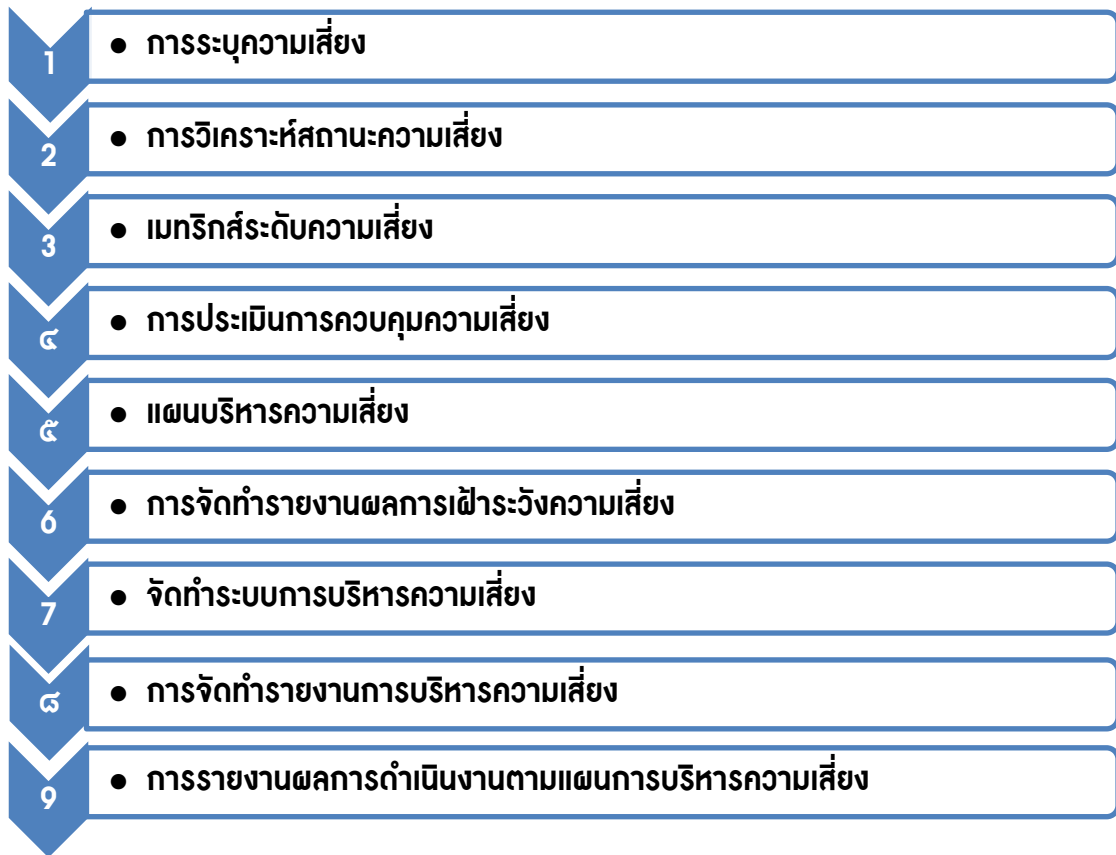 1 ● การระบุความเสี่ยง
2 ● การวิเคราะห์สถานะความเสี่ยง
3 ● เมทริกส์ระดับความเสี่ยง
๔ ● การประเมินการควบคุมความเสี่ยง
๕ ● แผนบริหารความเสี่ยง
6 ● การจัดทำรายงานผลการเฝ้าระวังความเสี่ยง
7 ● จัดทำระบบการบริหารความเสี่ยง
๘ ● การจัดทำรายงานการบริหารความเสี่ยง
9 ● การรายงานผลการดำเนินงานตามแผนการบริหารความเสี่ยง